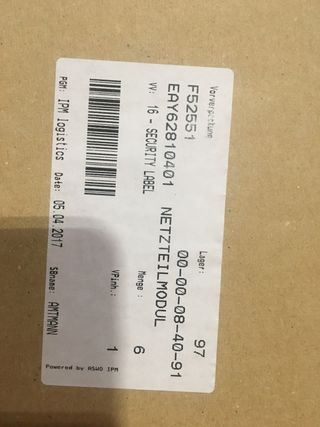 Vorverpackung
Lager: 97
F52551
00-00-08-40-91
EAY62810401 NETZTEILMODUL
VV: 16 - SECURITY LABEL
Menge : 6
VPinh.: 1
PGM: IPM logistics Date: 05.04.2017 SBname: AMTMANN
Powered by ASWO IPM